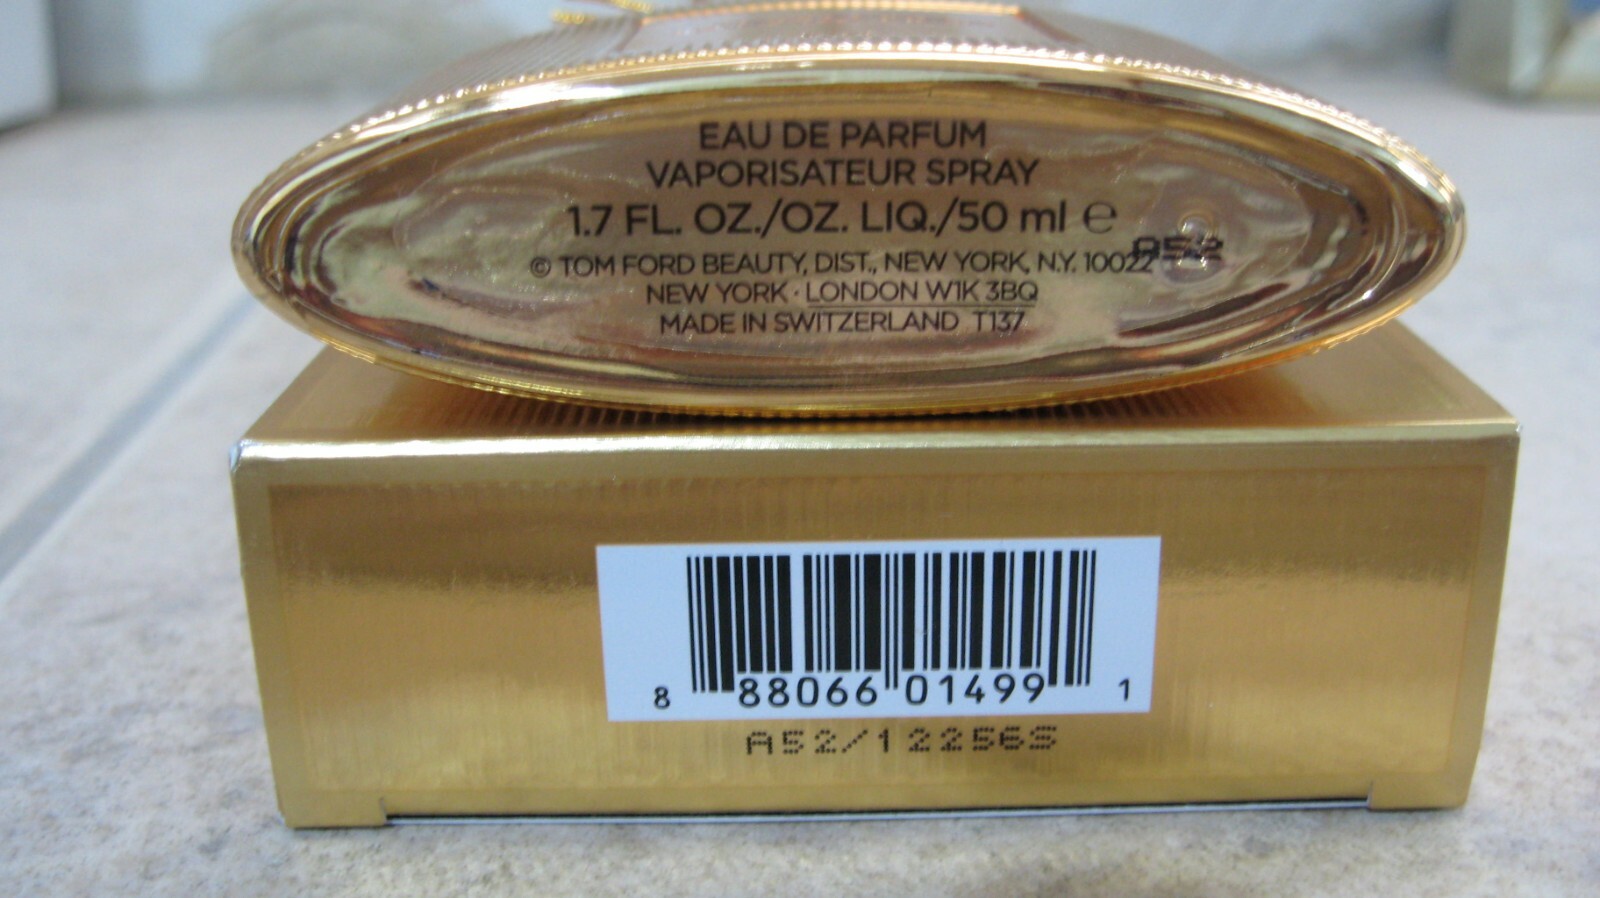 EAU DE PARFUM
VAPORISATEUR SPRAY
1.7 FL. OZ./OZ. LIQ./50 ml ℮
A52
© TOM FORD BEAUTY, DIST., NEW YORK, N.Y. 10022
NEW YORK · LONDON W1K 3BQ
MADE IN SWITZERLAND T137
8 88066 01499 1
A52/12256S